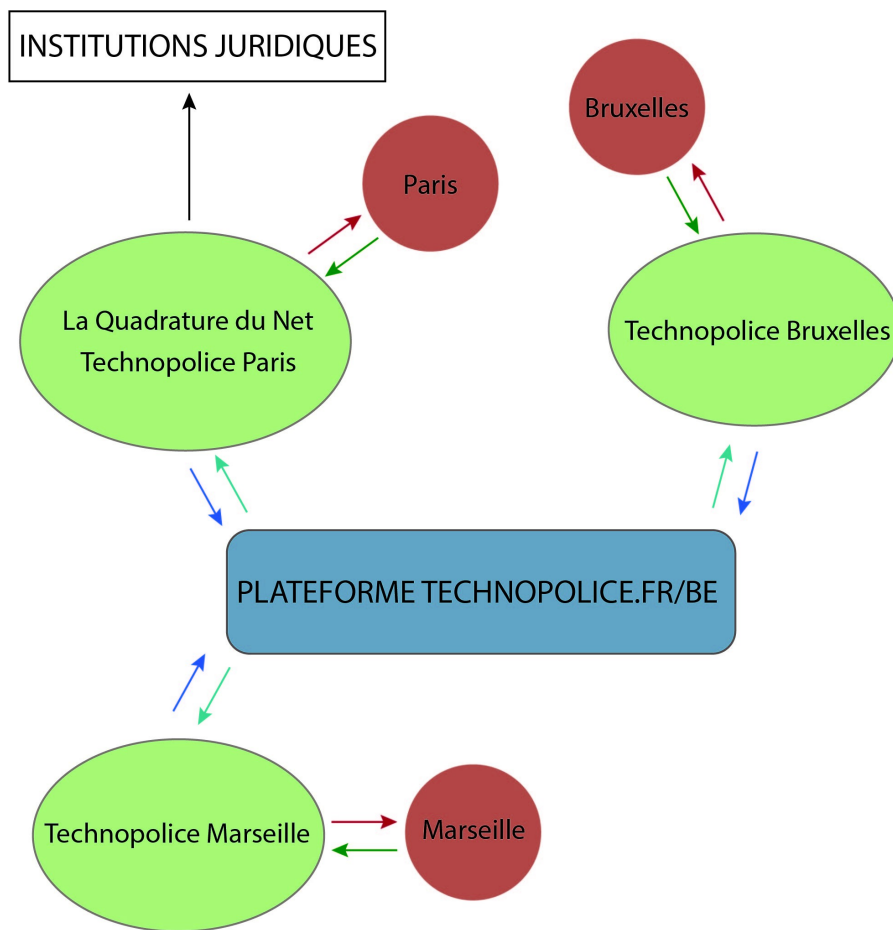 INSTITUTIONS JURIDIQUES
Bruxelles
Paris
La Quadrature du Net
Technopolice Paris
Technopolice Bruxelles
PLATEFORME TECHNOPOLICE.FR/BE
Technopolice Marseille
Marseille